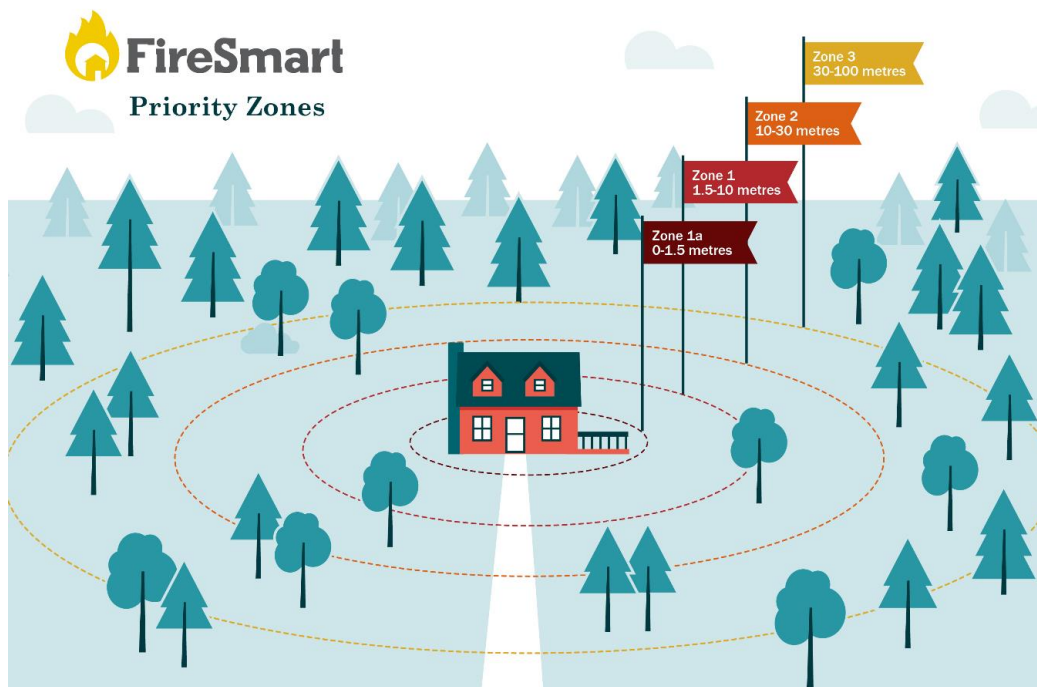 FireSmart
Priority Zones
Zone 3
30-100 metres
Zone 2
10-30 metres
Zone 1
1.5-10 metres
Zone 1a
0-1.5 metres